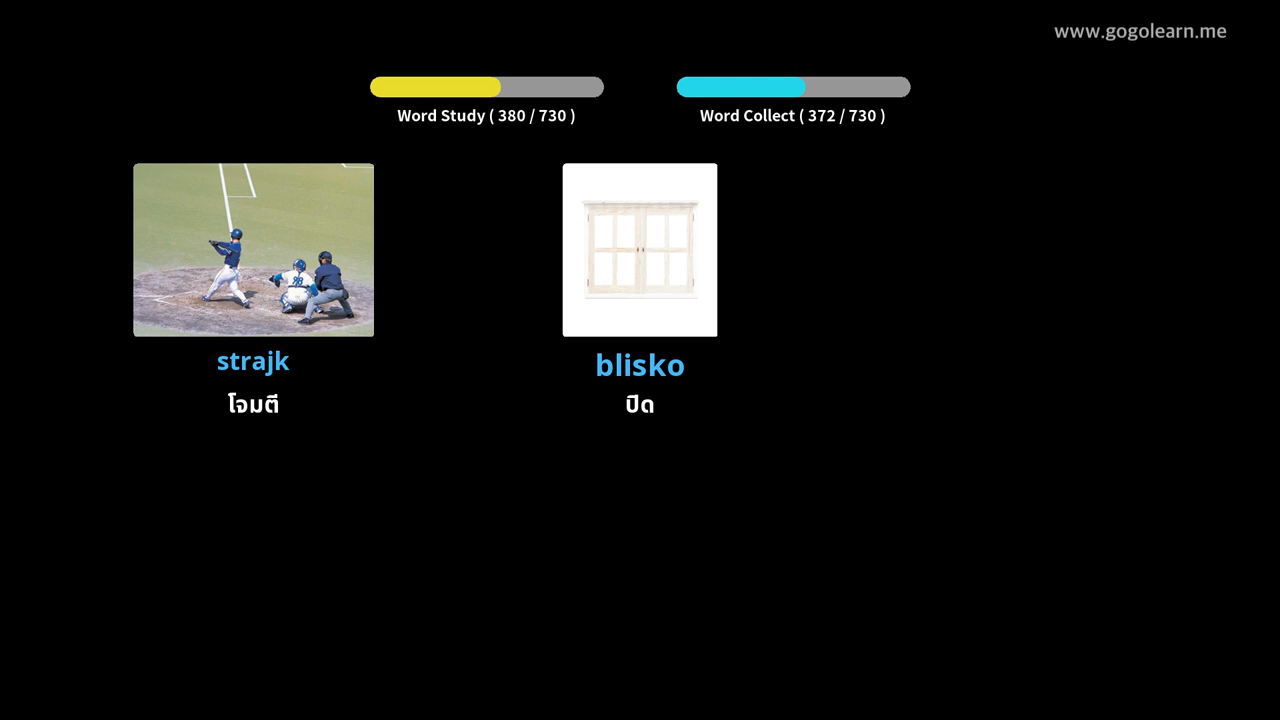 www.gogolearn.me
Word Study ( 380 / 730 )
Word Collect ( 372 / 730 )
strajk
โจมตี
blisko
ปิด